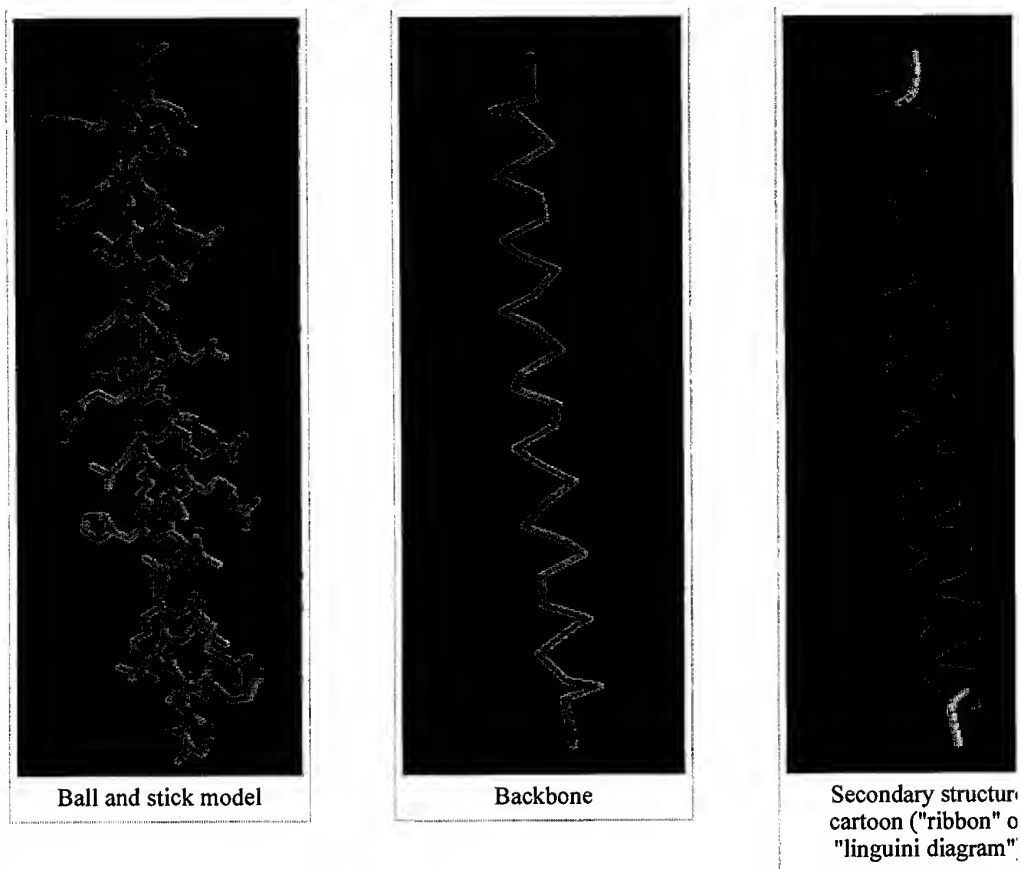 Ball and stick model
Backbone
Secondary structur
cartoon ("ribbon" o
"linguini diagram"